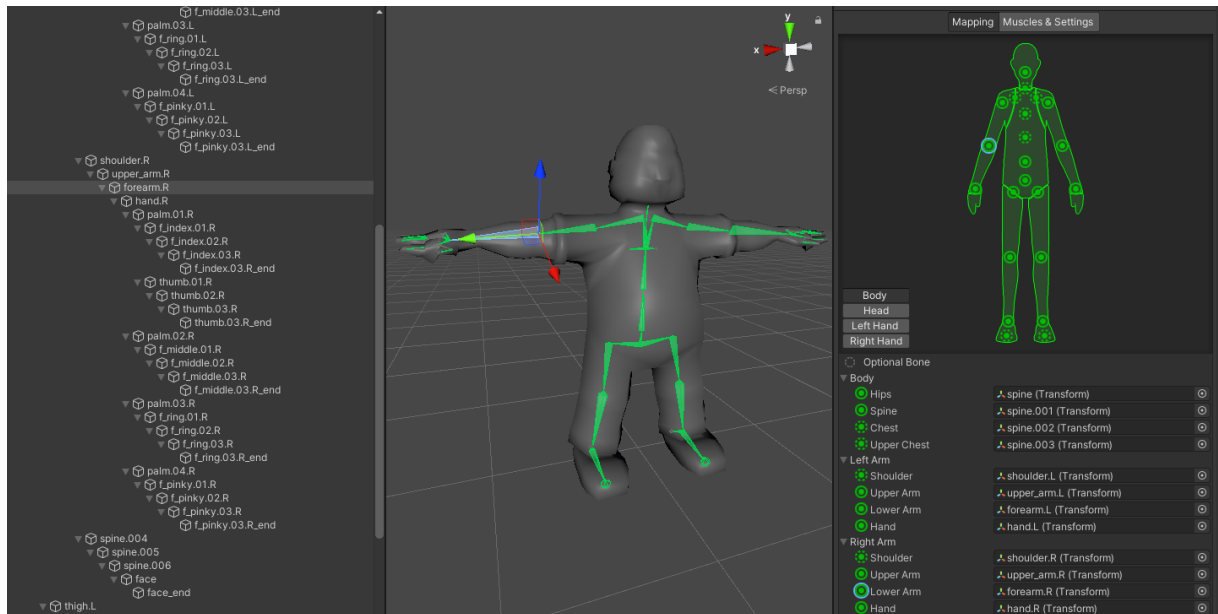 f_middle.03.L_end
palm.03.L
f_ring.01.L
f_ring.02.L
f_ring.03.L
f_ring.03.L_end
palm.04.L
f_pinky.01.L
f_pinky.02.L
f_pinky.03.L
f_pinky.03.L_end
shoulder.R
upper_arm.R
forearm.R
hand.R
palm.01.R
f_index.01.R
f_index.02.R
f_index.03.R
f_index.03.R_end
thumb.01.R
thumb.02.R
thumb.03.R
thumb.03.R_end
palm.02.R
f_middle.01.R
f_middle.02.R
f_middle.03.R
f_middle.03.R_end
palm.03.R
f_ring.01.R
f_ring.02.R
f_ring.03.R
f_ring.03.R_end
palm.04.R
f_pinky.01.R
f_pinky.02.R
f_pinky.03.R
f_pinky.03.R_end
spine.004
spine.005
spine.006
face
face_end
thigh.L
y
x
Persp
Mapping Muscles & Settings
Body
Head
Left Hand
Right Hand
Optional Bone
Body
Hips spine (Transform)
Spine spine.001 (Transform)
Chest spine.002 (Transform)
Upper Chest spine.003 (Transform)
Left Arm
Shoulder shoulder.L (Transform)
Upper Arm upper_arm.L (Transform)
Lower Arm forearm.L (Transform)
Hand hand.L (Transform)
Right Arm
Shoulder shoulder.R (Transform)
Upper Arm upper_arm.R (Transform)
Lower Arm forearm.R (Transform)
Hand hand.R (Transform)